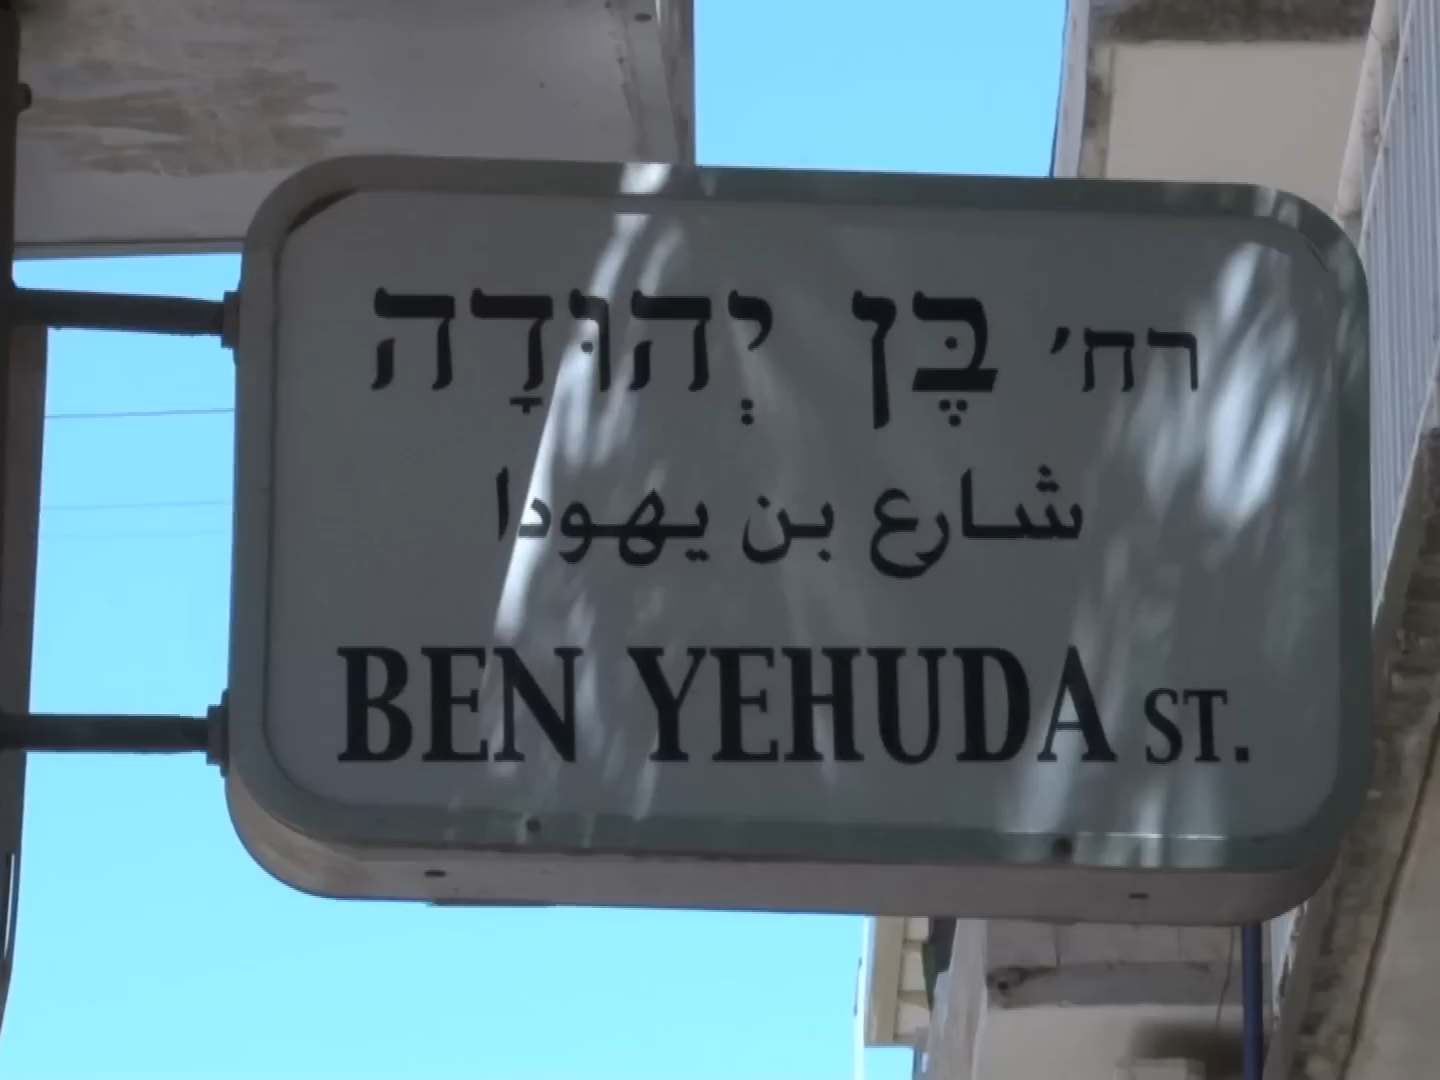 רח' בֶּן יְהוּדָה
شارع بن يهودا
BEN YEHUDA ST.